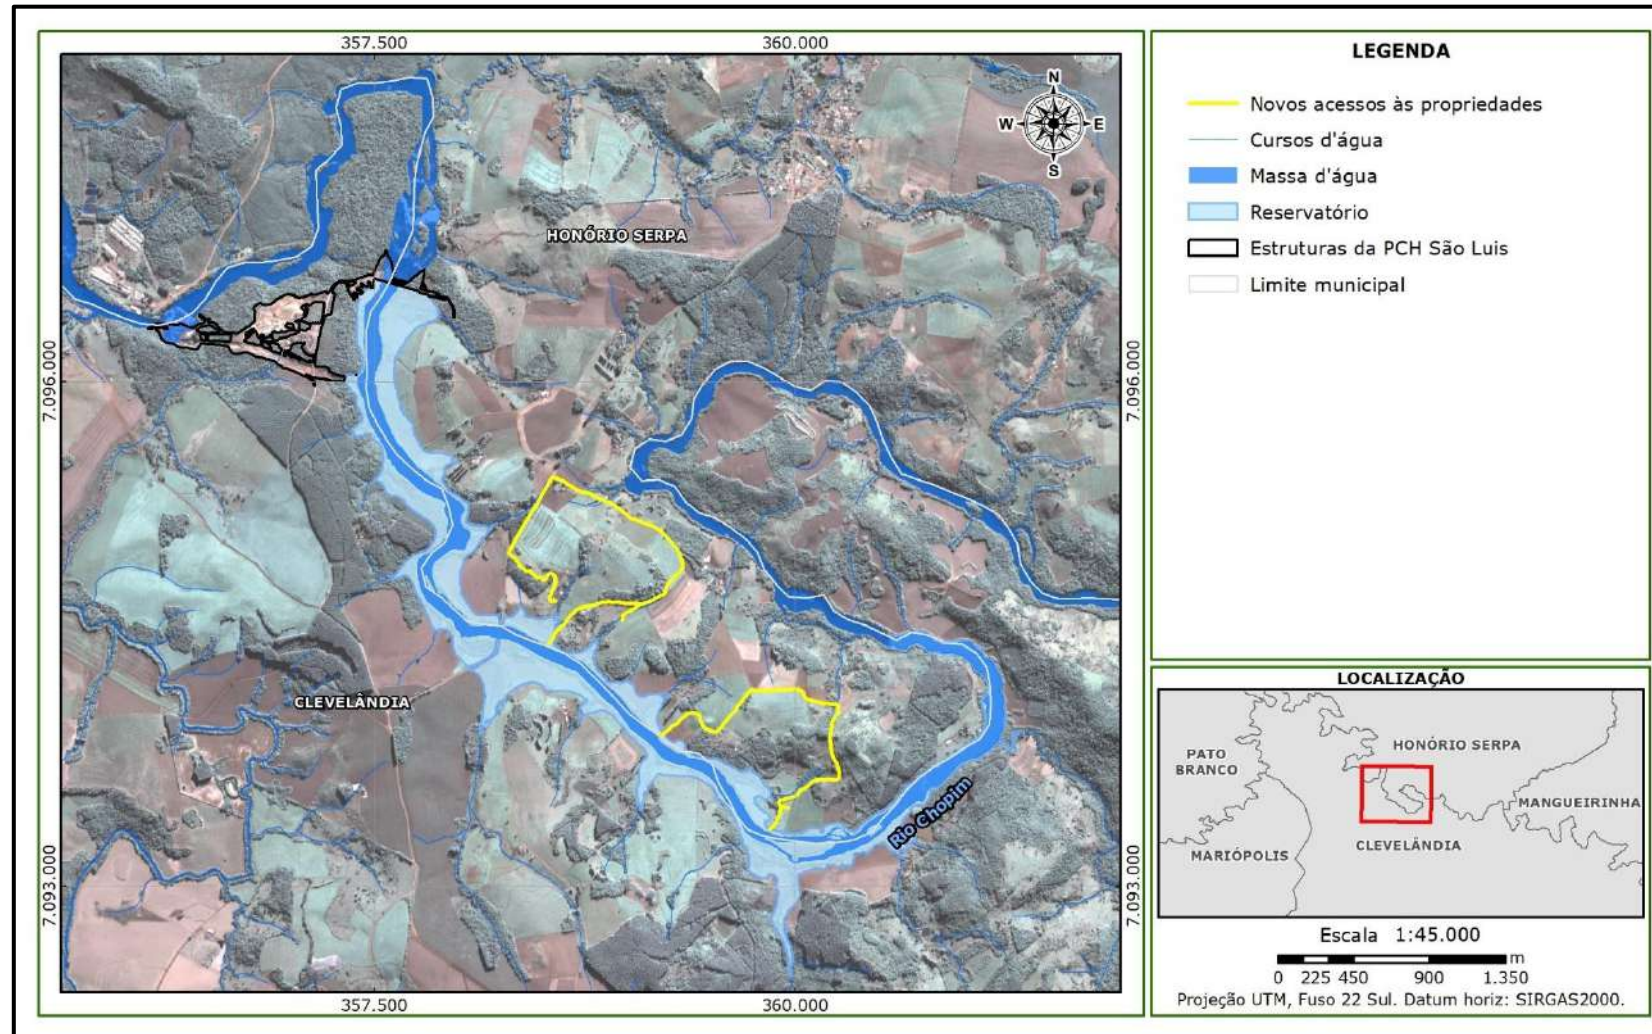 357.500
360.000
N
W
E
S
HONÓRIO SERPA
7.096.000
7.096.000
CLEVELÂNDIA
Rio Chopim
7.093.000
7.093.000
357.500
360.000
LEGENDA
Novos acessos às propriedades
Cursos d'água
Massa d'água
Reservatório
Estruturas da PCH São Luis
Limite municipal
LOCALIZAÇÃO
HONÓRIO SERPA
PATO
BRANCO
MANGUEIRINHA
CLEVELÂNDIA
MARIÓPOLIS
Escala 1:45.000
m
0 225 450 900 1.350
Projeção UTM, Fuso 22 Sul. Datum horiz: SIRGAS2000.